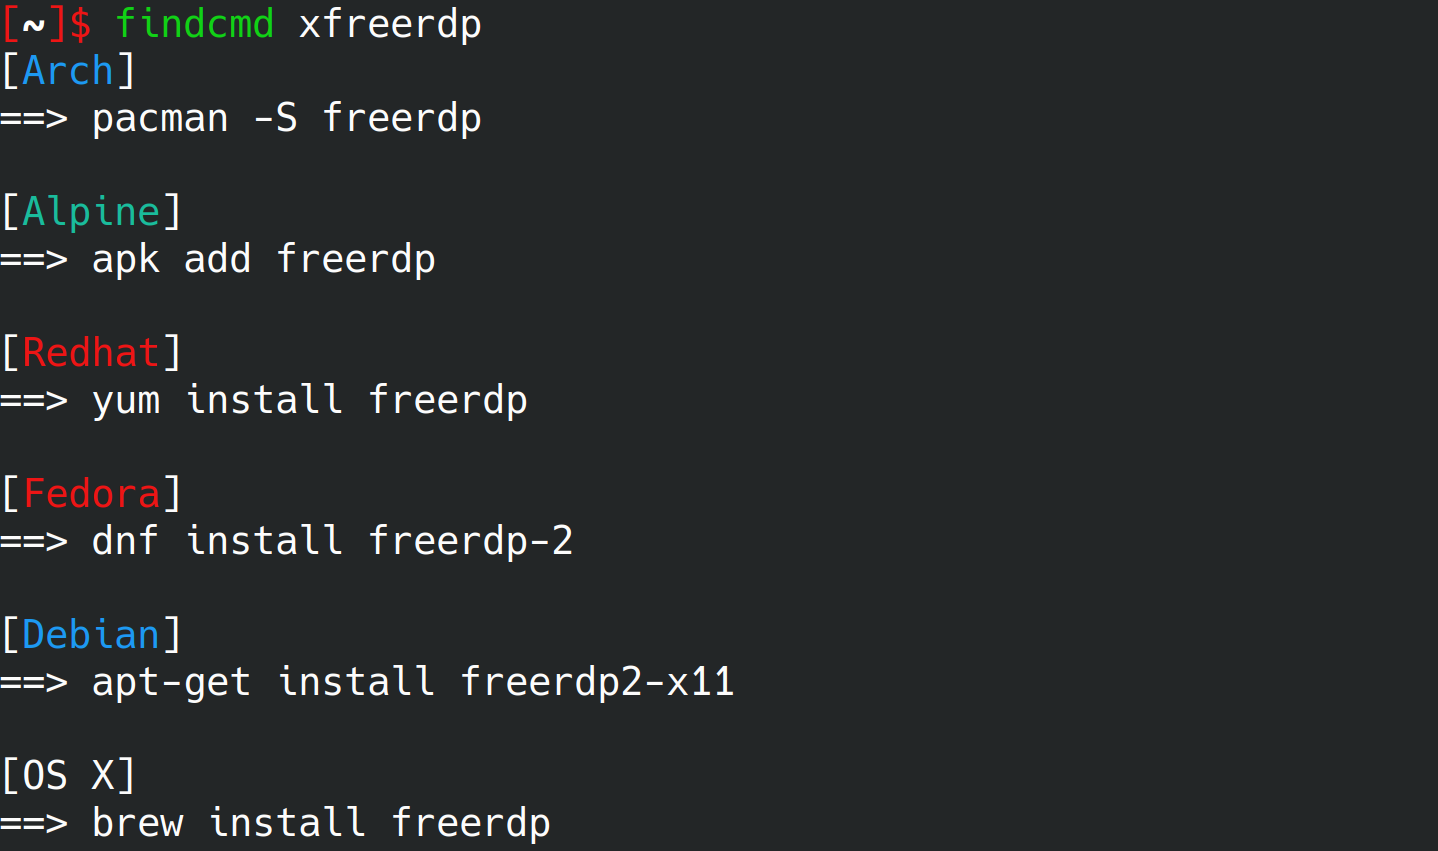 [~]$ findcmd xfreerdp
[Arch]
==> pacman -S freerdp
[Alpine]
==> apk add freerdp
[Redhat]
==> yum install freerdp
[Fedora]
==> dnf install freerdp-2
[Debian]
==> apt-get install freerdp2-x11
[OS X]
==> brew install freerdp